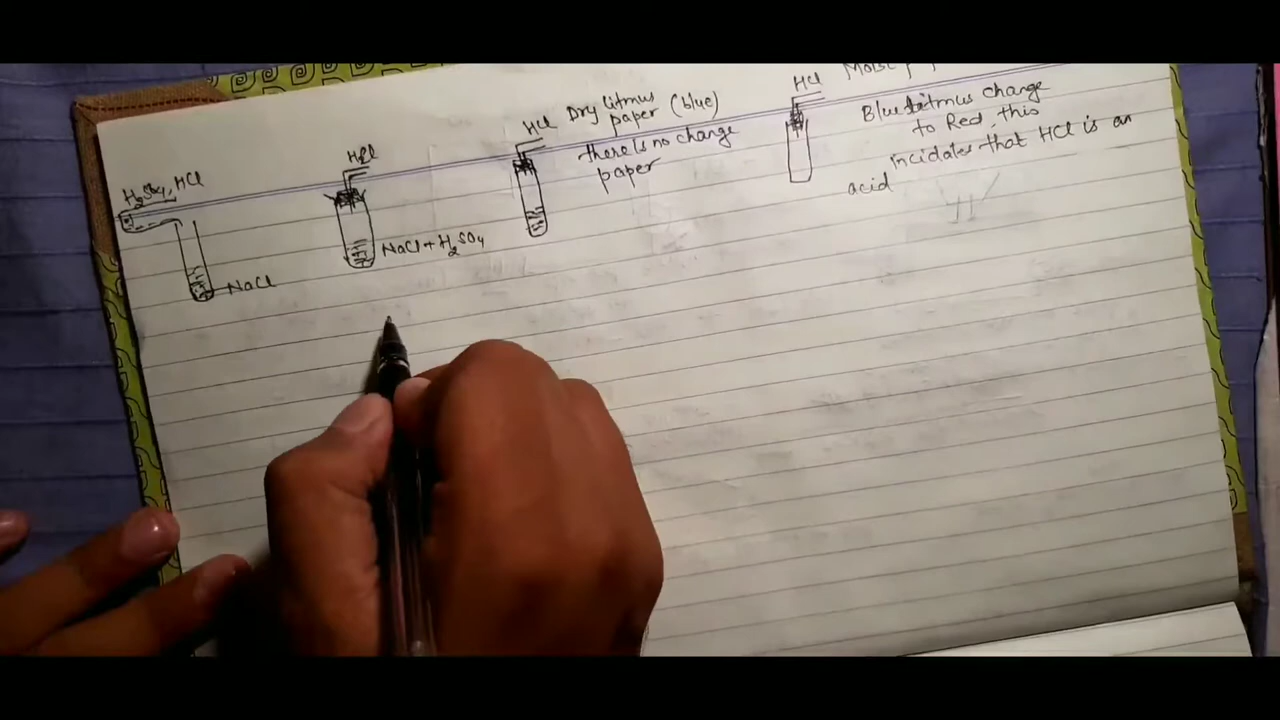 H₂SO₄, HCl
NaCl
HCl
NaCl + H₂SO₄
HCl
Dry litmus
paper (blue)
there is no change
paper
HCl
Moist
Blue litmus change
to Red, this
incidates that HCl is an
acid